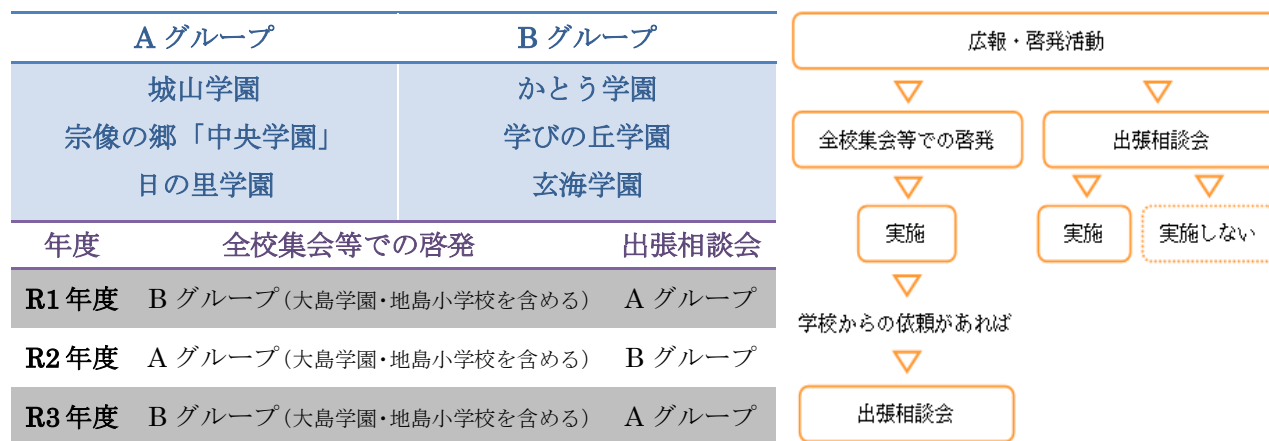 Aグループ Bグループ
城山学園 かとう学園
宗像の郷「中央学園」 学びの丘学園
日の里学園 玄海学園
年度 全校集会等での啓発 出張相談会
R1年度 Bグループ(大島学園・地島小学校を含める) Aグループ
R2年度 Aグループ(大島学園・地島小学校を含める) Bグループ
R3年度 Bグループ(大島学園・地島小学校を含める) Aグループ
広報・啓発活動
全校集会等での啓発 出張相談会
実施 実施 実施しない
学校からの依頼があれば
出張相談会